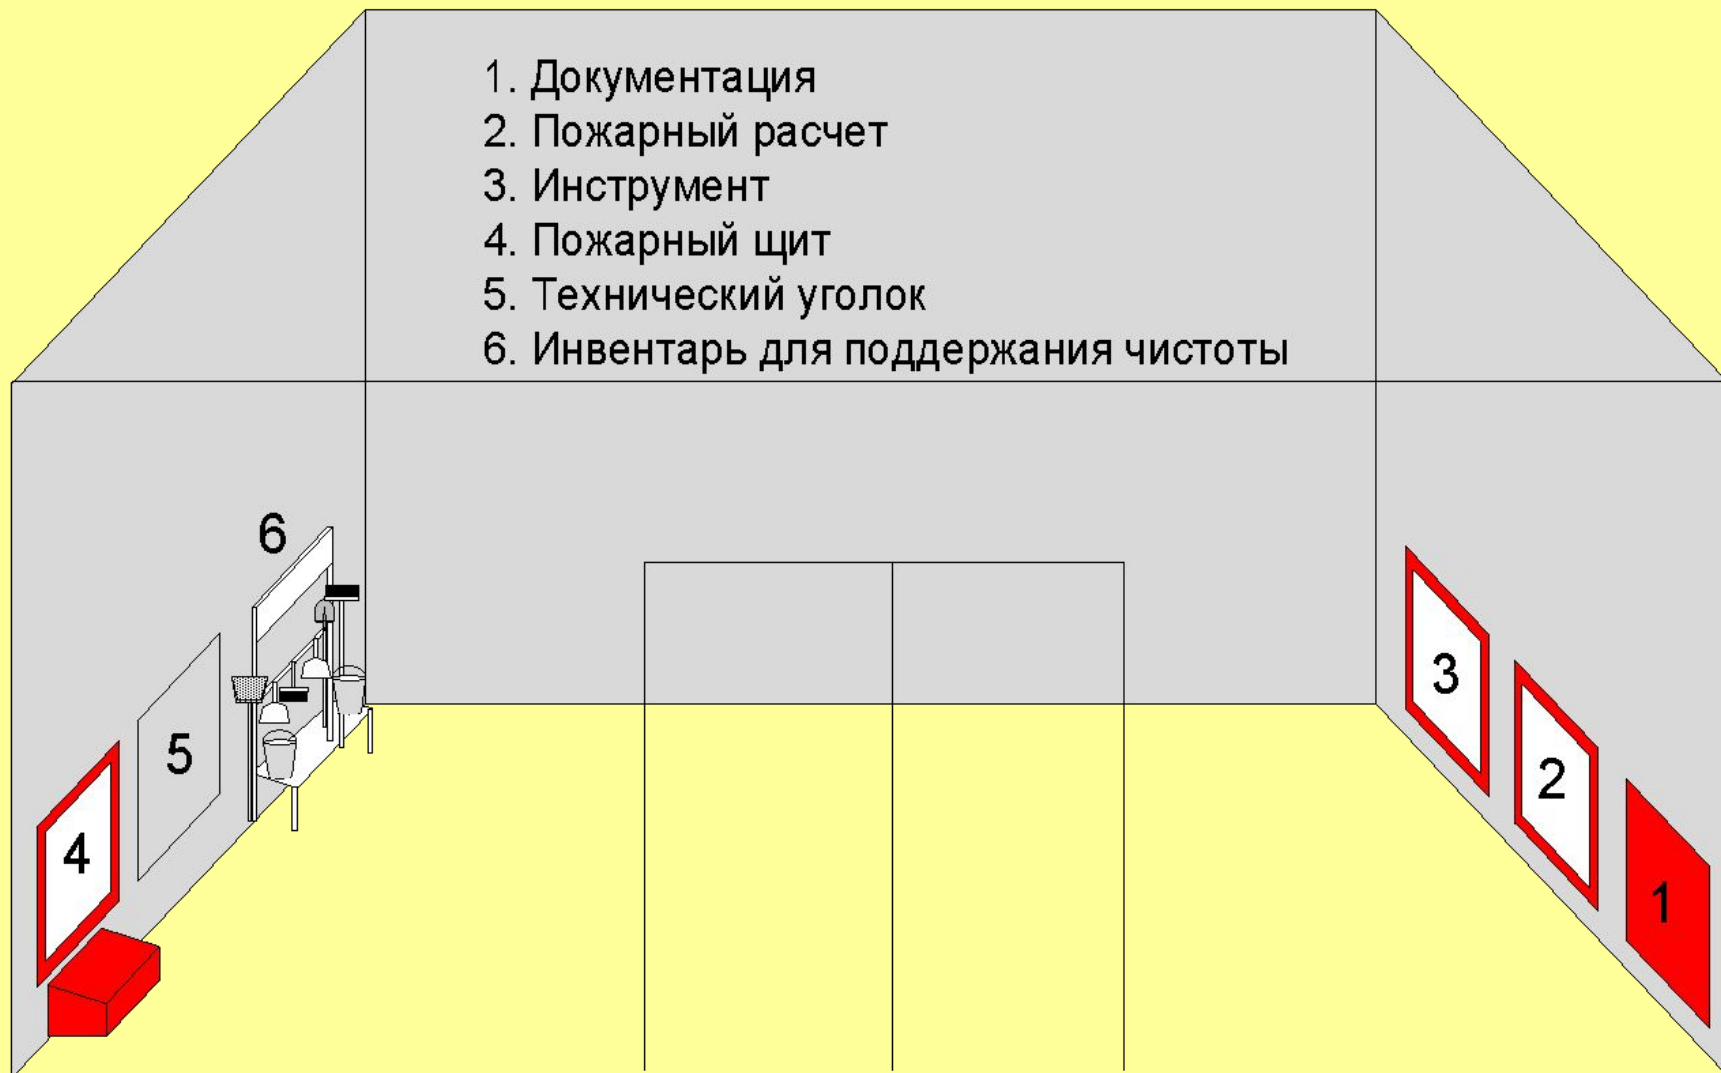 1. Документация
2. Пожарный расчет
3. Инструмент
4. Пожарный щит
5. Технический уголок
6. Инвентарь для поддержания чистоты
6
5
4
3
2
1